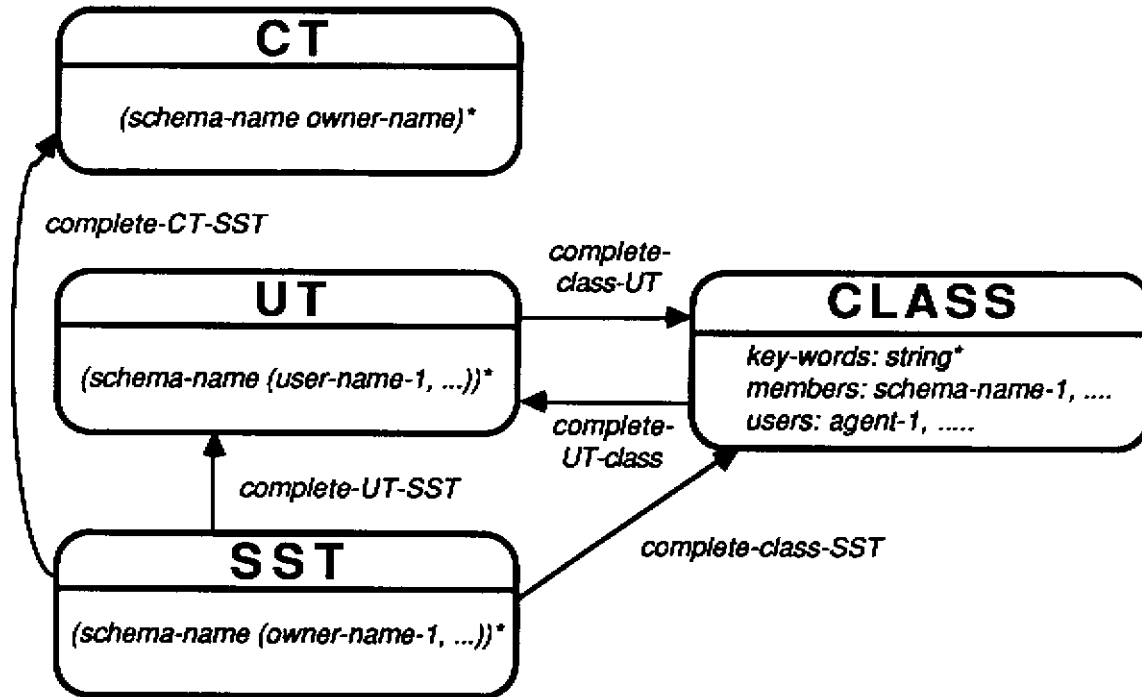 CT
(schema-name owner-name)*
complete-CT-SST
complete-
class-UT
UT
(schema-name (user-name-1, ...))*
CLASS
key-words: string*
members: schema-name-1, ....
users: agent-1, .....
complete-
UT-class
complete-UT-SST
complete-class-SST
SST
(schema-name (owner-name-1, ...))*